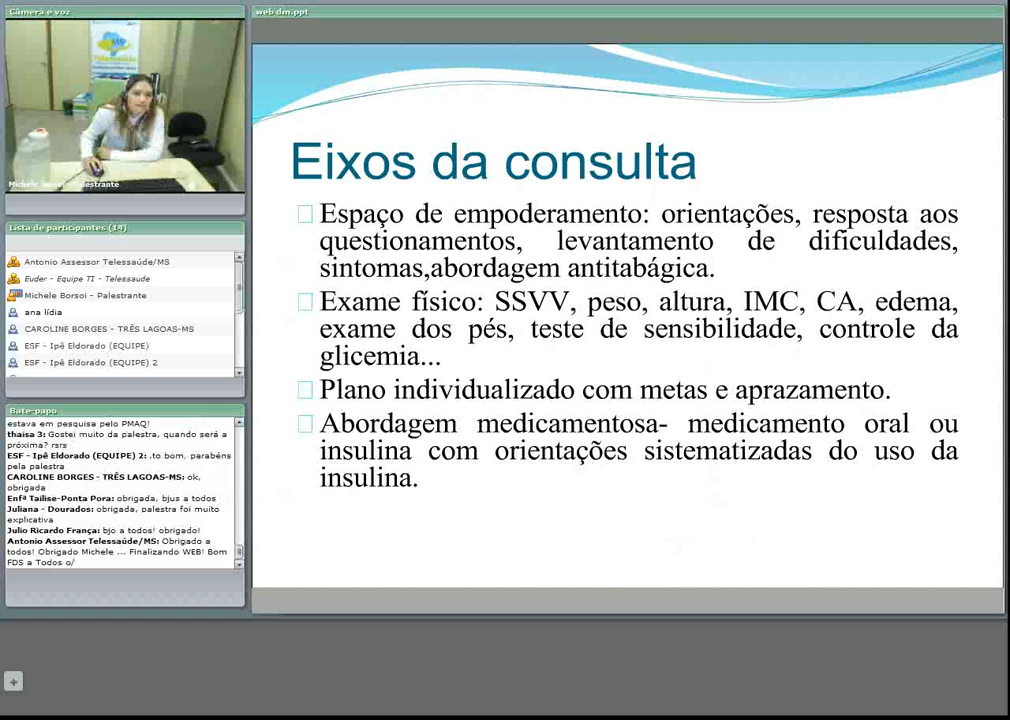 Câmera e voz
MS
Telessaúde
Palestrante
Lista de participantes (14)
Antonio Assessor Telessaúde/MS
Euder - Equipe TI - Telessaude
Michele Borsoi - Palestrante
ana lídia
CAROLINE BORGES - TRÊS LAGOAS-MS
ESF - Ipê Eldorado (EQUIPE)
ESF - Ipê Eldorado (EQUIPE) 2
Bate-papo
estava em pesquisa pelo PMAQ!
thaisa 3: Gostei muito da palestra, quando será a
próxima? rsrs
ESF - Ipê Eldorado (EQUIPE) 2: .to bom, parabéns
pela palestra
CAROLINE BORGES - TRÊS LAGOAS-MS: ok,
obrigada
Enfª Tailise-Ponta Pora: obrigada, bjus a todos
Juliana - Dourados: obrigada, palestra foi muito
explicativa
Julio Ricardo França: bjo a todos! obrigado!
Antonio Assessor Telessaúde/MS: Obrigado a
todos! Obrigado Michele ... Finalizando WEB! Bom
FDS a Todos o/
web dm.ppt
Eixos da consulta
Espaço de empoderamento: orientações, resposta aos
questionamentos, levantamento de dificuldades,
sintomas,abordagem antitabágica.
Exame físico: SSVV, peso, altura, IMC, CA, edema,
exame dos pés, teste de sensibilidade, controle da
glicemia...
Plano individualizado com metas e aprazamento.
Abordagem medicamentosa- medicamento oral ou
insulina com orientações sistematizadas do uso da
insulina.